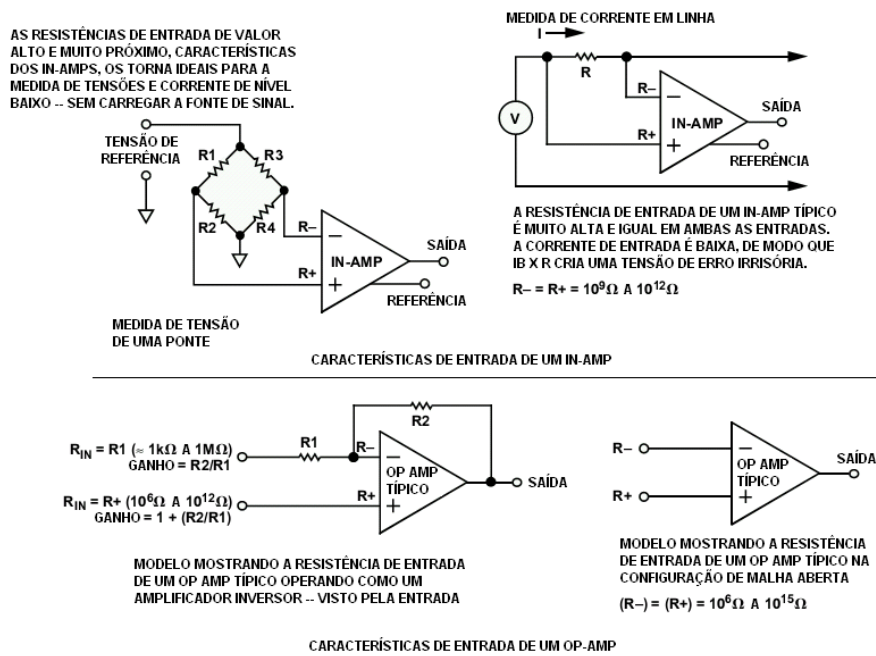 AS RESISTÊNCIAS DE ENTRADA DE VALOR
ALTO E MUITO PRÓXIMO, CARACTERÍSTICAS
DOS IN-AMPS, OS TORNA IDEAIS PARA A
MEDIDA DE TENSÕES E CORRENTE DE NÍVEL
BAIXO -- SEM CARREGAR A FONTE DE SINAL.
TENSÃO DE
REFERÊNCIA
R1
R3
R2
R4
R–
R+
IN-AMP
SAÍDA
REFERÊNCIA
MEDIDA DE TENSÃO
DE UMA PONTE
MEDIDA DE CORRENTE EM LINHA
I
R
V
R–
R+
IN-AMP
SAÍDA
REFERÊNCIA
A RESISTÊNCIA DE ENTRADA DE UM IN-AMP TÍPICO
É MUITO ALTA E IGUAL EM AMBAS AS ENTRADAS.
A CORRENTE DE ENTRADA É BAIXA, DE MODO QUE
IB X R CRIA UMA TENSÃO DE ERRO IRRISÓRIA.
R– = R+ = 10⁹Ω A 10¹²Ω
CARACTERÍSTICAS DE ENTRADA DE UM IN-AMP
R2
R1
R–
R+
RIN = R1 (≈ 1kΩ A 1MΩ)
GANHO = R2/R1
RIN = R+ (10⁶Ω A 10¹²Ω)
GANHO = 1 + (R2/R1)
OP AMP
TÍPICO
SAÍDA
MODELO MOSTRANDO A RESISTÊNCIA DE ENTRADA
DE UM OP AMP TÍPICO OPERANDO COMO UM
AMPLIFICADOR INVERSOR -- VISTO PELA ENTRADA
R–
R+
OP AMP
TÍPICO
SAÍDA
MODELO MOSTRANDO A RESISTÊNCIA
DE ENTRADA DE UM OP AMP TÍPICO NA
CONFIGURAÇÃO DE MALHA ABERTA
(R–) = (R+) = 10⁶Ω A 10¹⁵Ω
CARACTERÍSTICAS DE ENTRADA DE UM OP-AMP